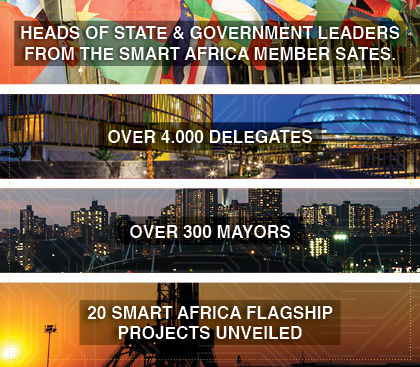 HEADS OF STATE & GOVERNMENT LEADERS
FROM THE SMART AFRICA MEMBER SATES.
OVER 4.000 DELEGATES
OVER 300 MAYORS
20 SMART AFRICA FLAGSHIP
PROJECTS UNVEILED